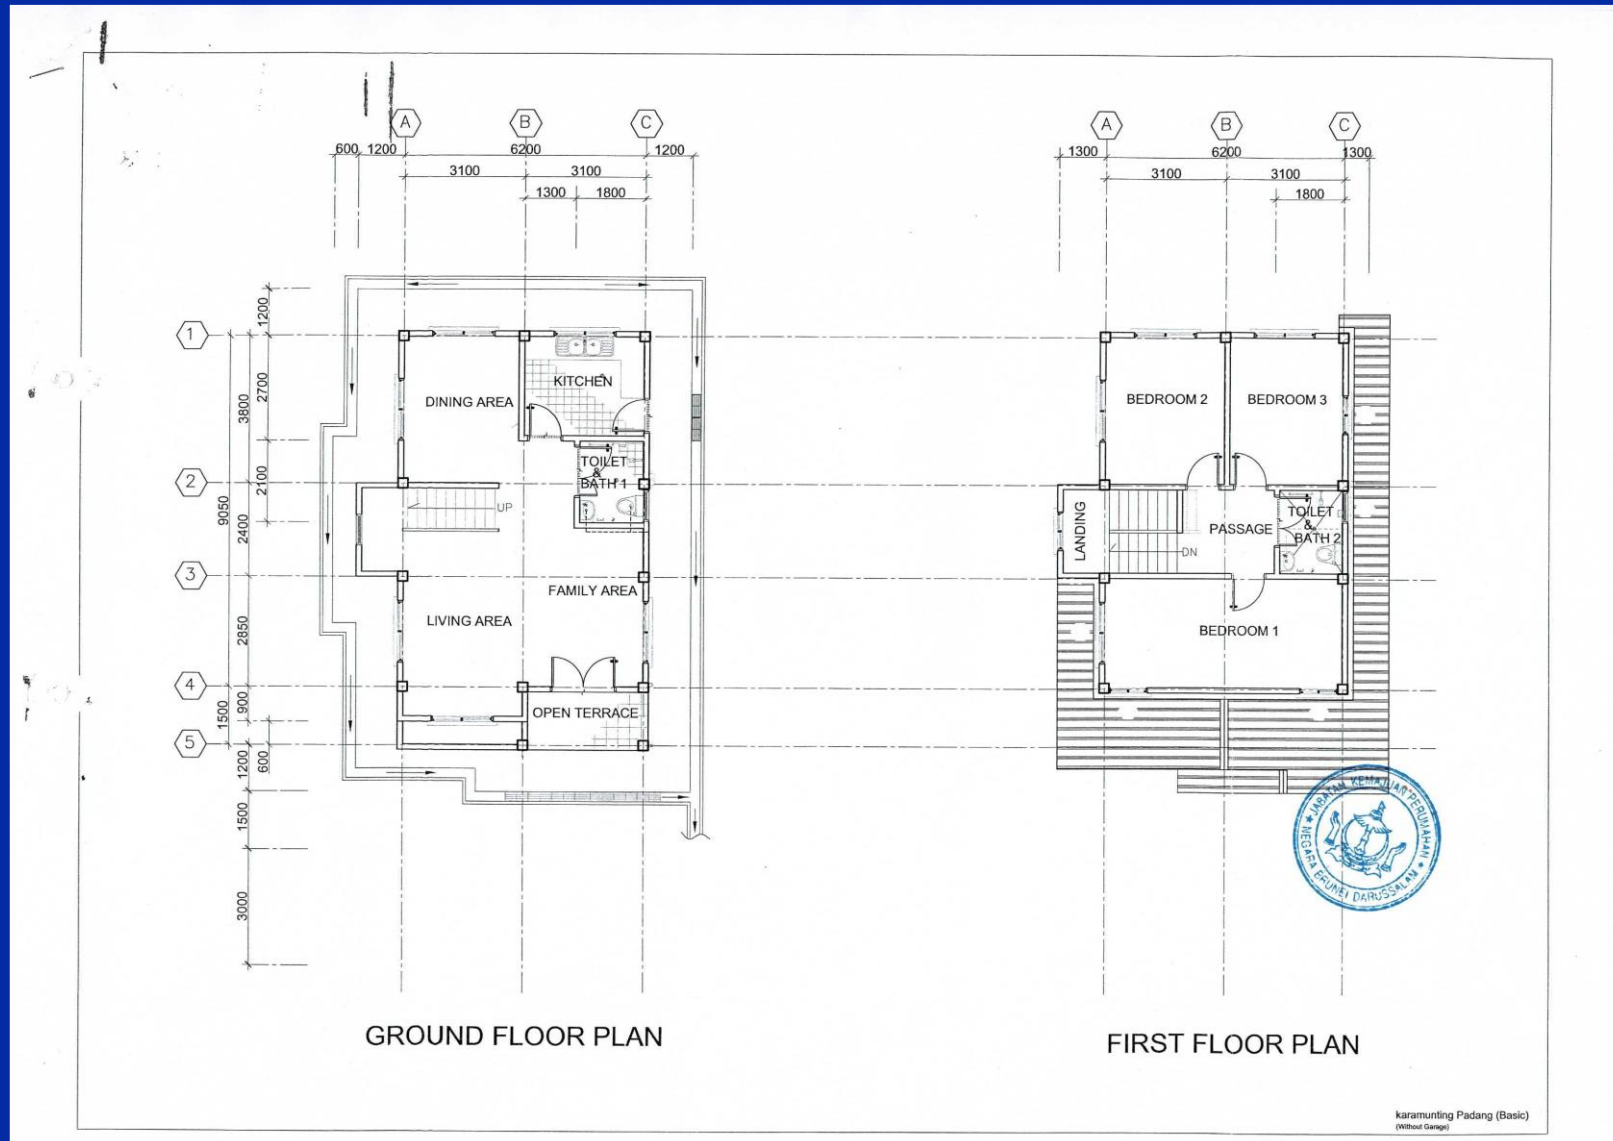 A
B
C
600
1200
6200
1200
3100
3100
1300
1800
1
2
3
4
5
1200
2700
3800
2100
9050
2400
2850
900
1500
1200
600
1500
3000
DINING AREA
KITCHEN
TOILET
&
BATH 1
UP
FAMILY AREA
LIVING AREA
OPEN TERRACE
GROUND FLOOR PLAN
A
B
C
1300
6200
1300
3100
3100
1800
BEDROOM 2
BEDROOM 3
LANDING
PASSAGE
TOILET
&
BATH 2
DN
BEDROOM 1
JABATAN KEMAJUAN PERUMAHAN
NEGARA BRUNEI DARUSSALAM
FIRST FLOOR PLAN
karamunting Padang (Basic)
(Without Garage)